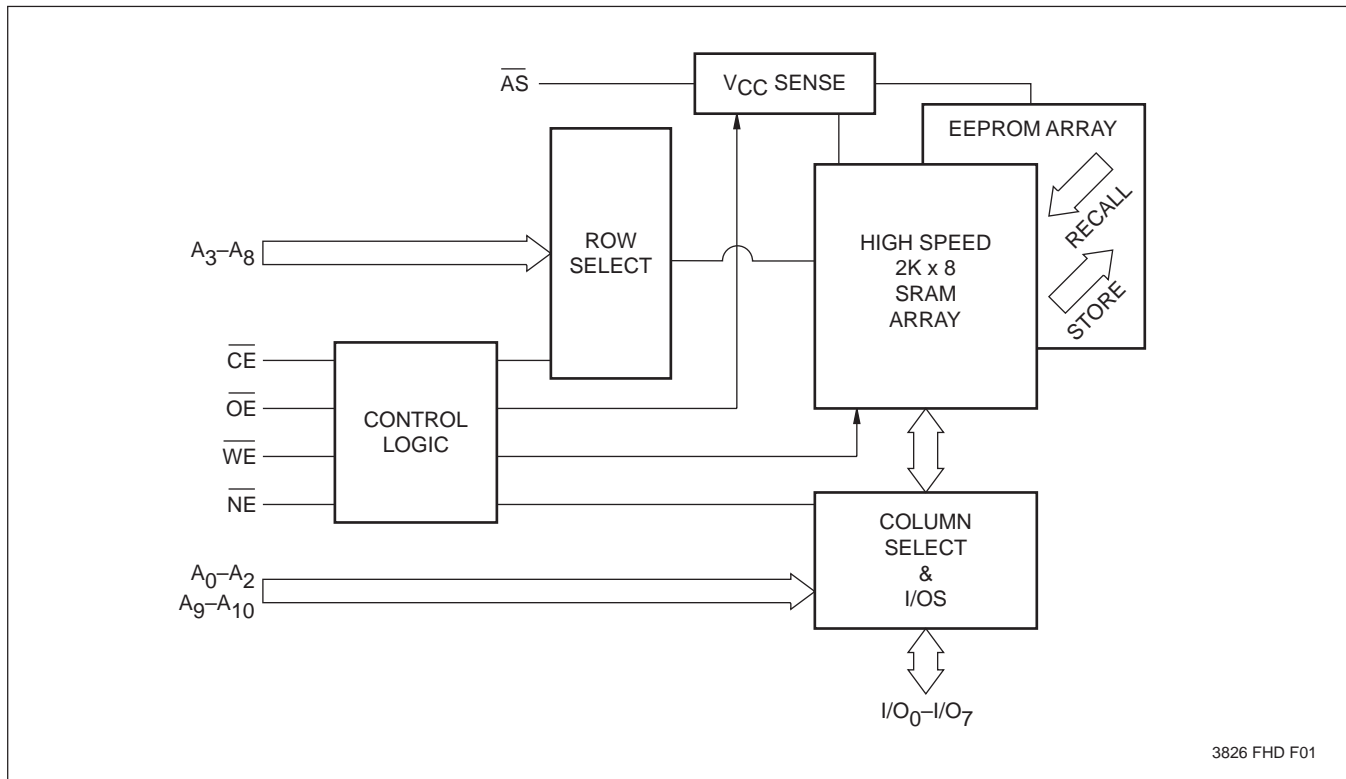 AS
VCC SENSE
EEPROM ARRAY
A3–A8
ROW
SELECT
HIGH SPEED
2K x 8
SRAM
ARRAY
RECALL
STORE
CE
OE
WE
NE
CONTROL
LOGIC
A0–A2
A9–A10
COLUMN
SELECT
&
I/OS
I/O0–I/O7
3826 FHD F01